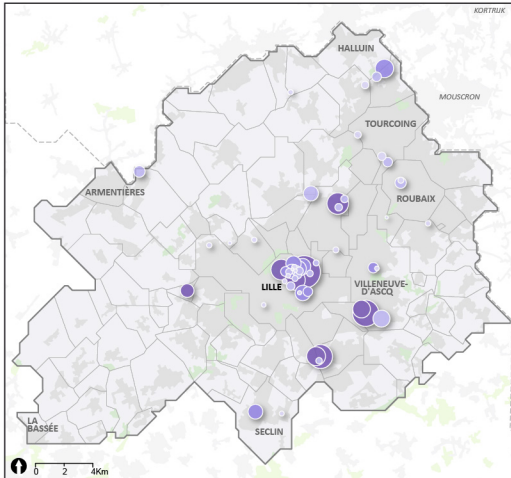 KORTRIJK
HALLUIN
MOUSCRON
TOURCOING
ARMENTIÈRES
ROUBAIX
LILLE
VILLENEUVE-
D'ASCQ
LA
BASSÉE
SECLIN
0 2 4Km